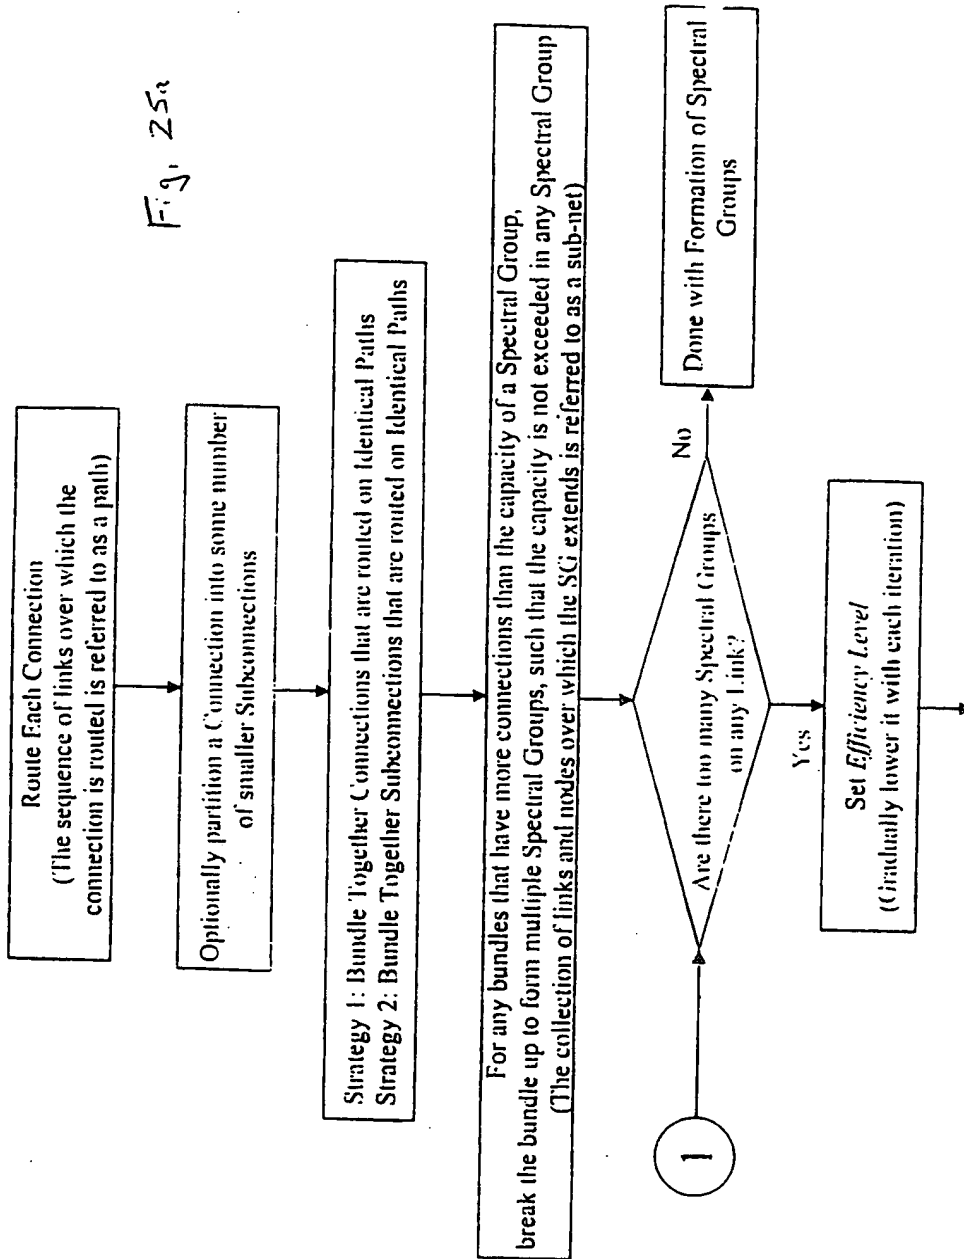 Fig. 25a
Route Each Connection
(The sequence of links over which the
connection is routed is referred to as a path)
Optionally partition a Connection into some number
of smaller Subconnections
Strategy 1: Bundle Together Connections that are routed on Identical Paths
Strategy 2: Bundle Together Subconnections that are routed on Identical Paths
For any bundles that have more connections than the capacity of a Spectral Group,
break the bundle up to form multiple Spectral Groups, such that the capacity is not exceeded in any Spectral Group
(The collection of links and nodes over which the SG extends is referred to as a sub-net)
1
Are there too many Spectral Groups
on any Link?
No
Done with Formation of Spectral
Groups
Yes
Set Efficiency Level
(Gradually lower it with each iteration)